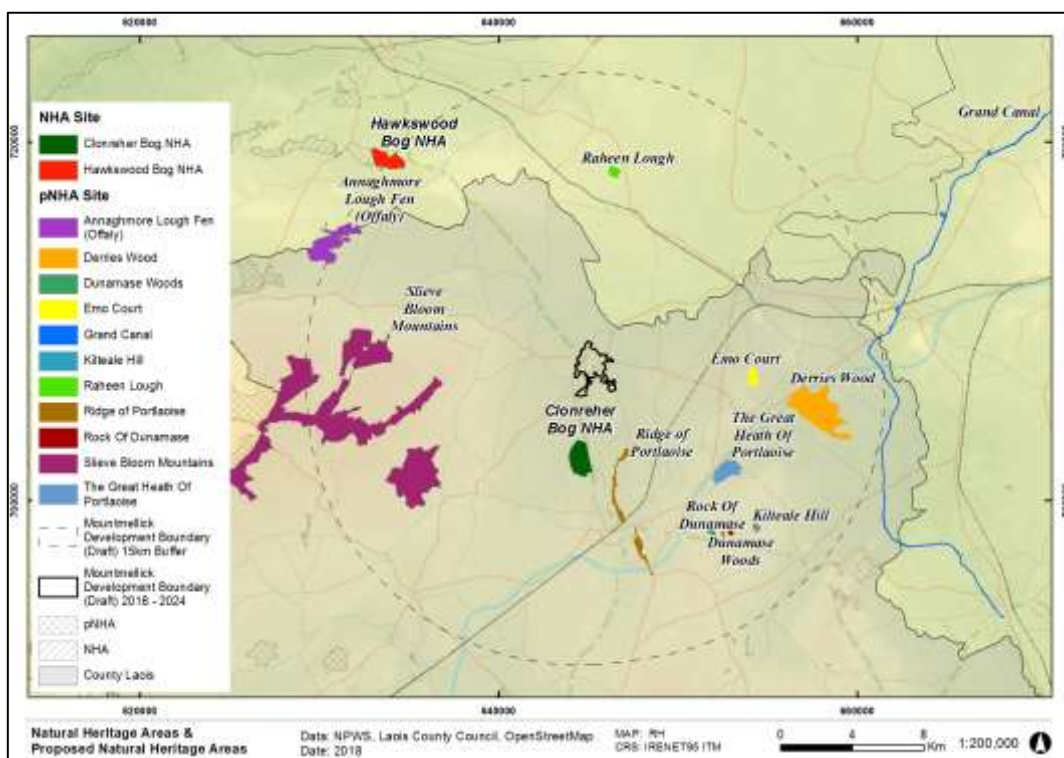 620000 640000 660000
Grand Canal
720000
Hawkswood
Bog NHA
Raheen Lough
Annaghmore
Lough Fen
(Offaly)
Slieve
Bloom
Mountains
Emo Court
Derries Wood
Clonreher
Bog NHA
Ridge of
Portlaoise
The Great
Heath Of
Portlaoise
700000
Rock Of
Dunamase
Kilteale Hill
Dunamase
Woods
NHA Site
Clonreher Bog NHA
Hawkswood Bog NHA
pNHA Site
Annaghmore Lough Fen
(Offaly)
Derries Wood
Dunamase Woods
Emo Court
Grand Canal
Kilteale Hill
Raheen Lough
Ridge of Portlaoise
Rock Of Dunamase
Slieve Bloom Mountains
The Great Heath Of
Portlaoise
Mountmellick
Development Boundary
(Draft) 15km Buffer
Mountmellick
Development Boundary
(Draft) 2018 - 2024
pNHA
NHA
County Laois
620000 640000 660000
Natural Heritage Areas &
Proposed Natural Heritage Areas
Data: NPWS, Laois County Council, OpenStreetMap
Date: 2018
MAP: RH
CRS: IRENET95 ITM
0 4 8
Km
1:200,000